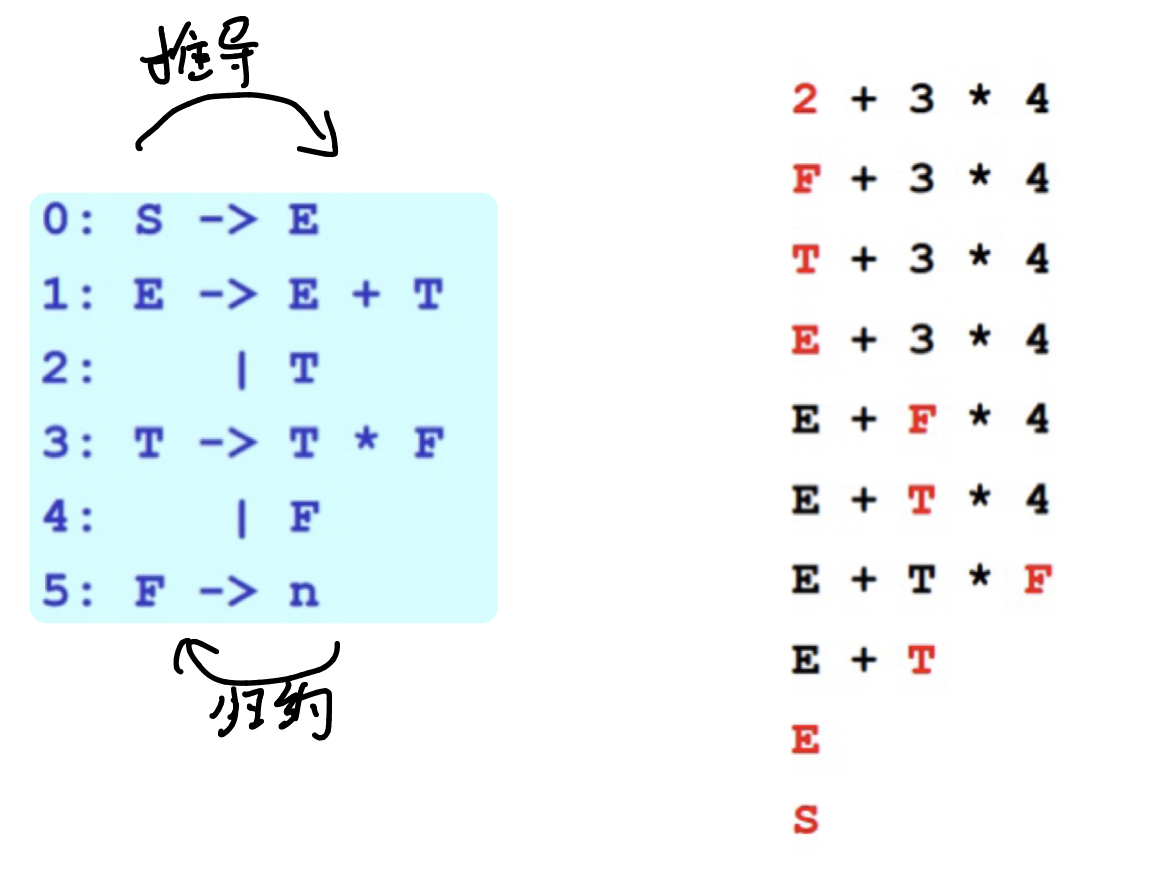 推导
0: S -> E
1: E -> E + T
2: | T
3: T -> T * F
4: | F
5: F -> n
归约
2 + 3 * 4
F + 3 * 4
T + 3 * 4
E + 3 * 4
E + F * 4
E + T * 4
E + T * F
E + T
E
S